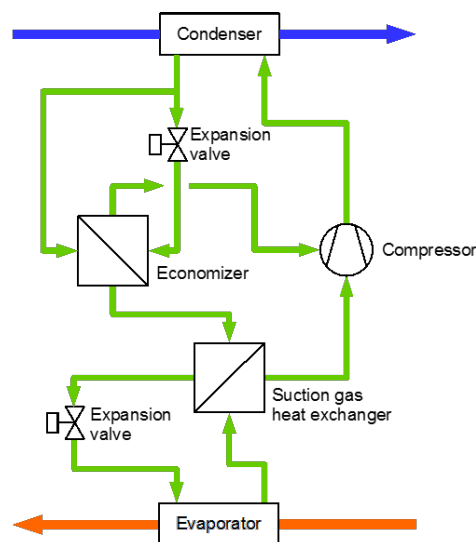 Condenser
Expansion
valve
Compressor
Economizer
Suction gas
heat exchanger
Expansion
valve
Evaporator